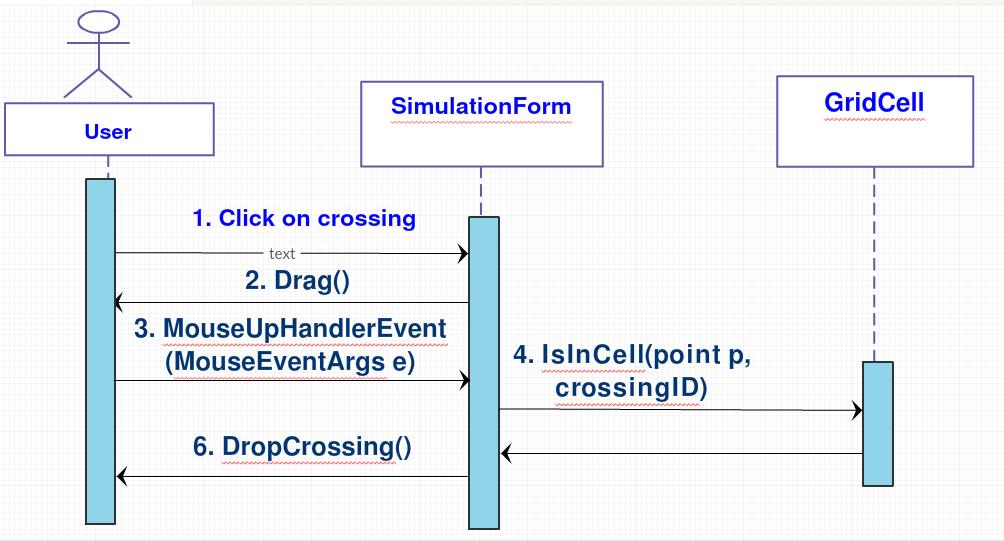 User
SimulationForm
GridCell
1. Click on crossing
text
2. Drag()
3. MouseUpHandlerEvent
(MouseEventArgs e)
4. IsInCell(point p,
crossingID)
6. DropCrossing()